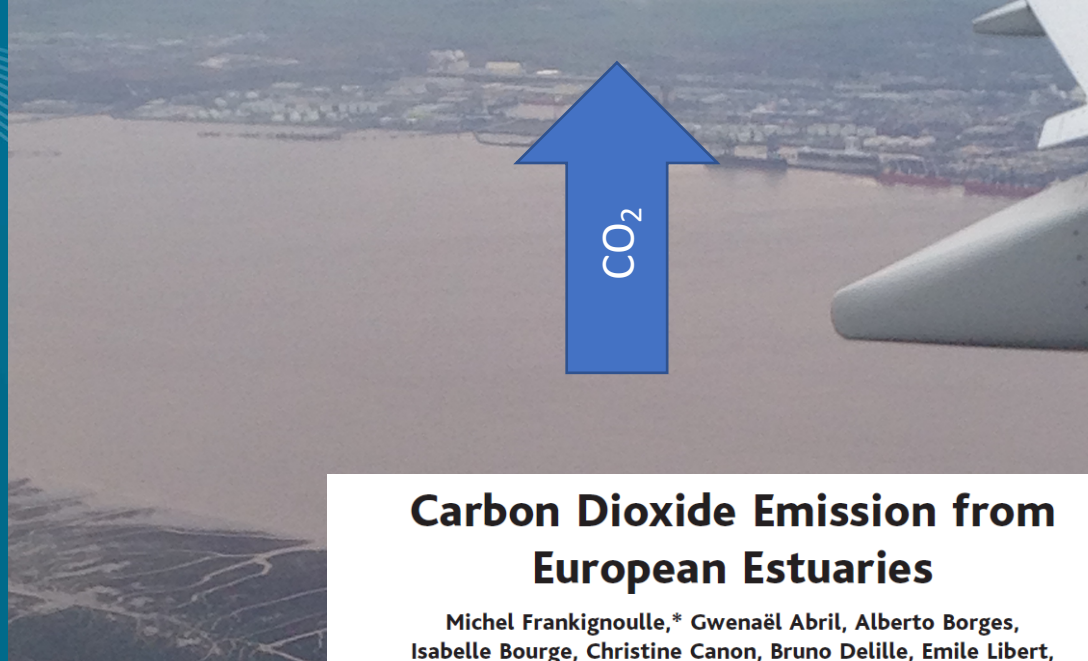 CO₂
Carbon Dioxide Emission from
European Estuaries
Michel Frankignoulle,* Gwenaël Abril, Alberto Borges,
Isabelle Bourge, Christine Canon, Bruno Delille, Emile Libert,